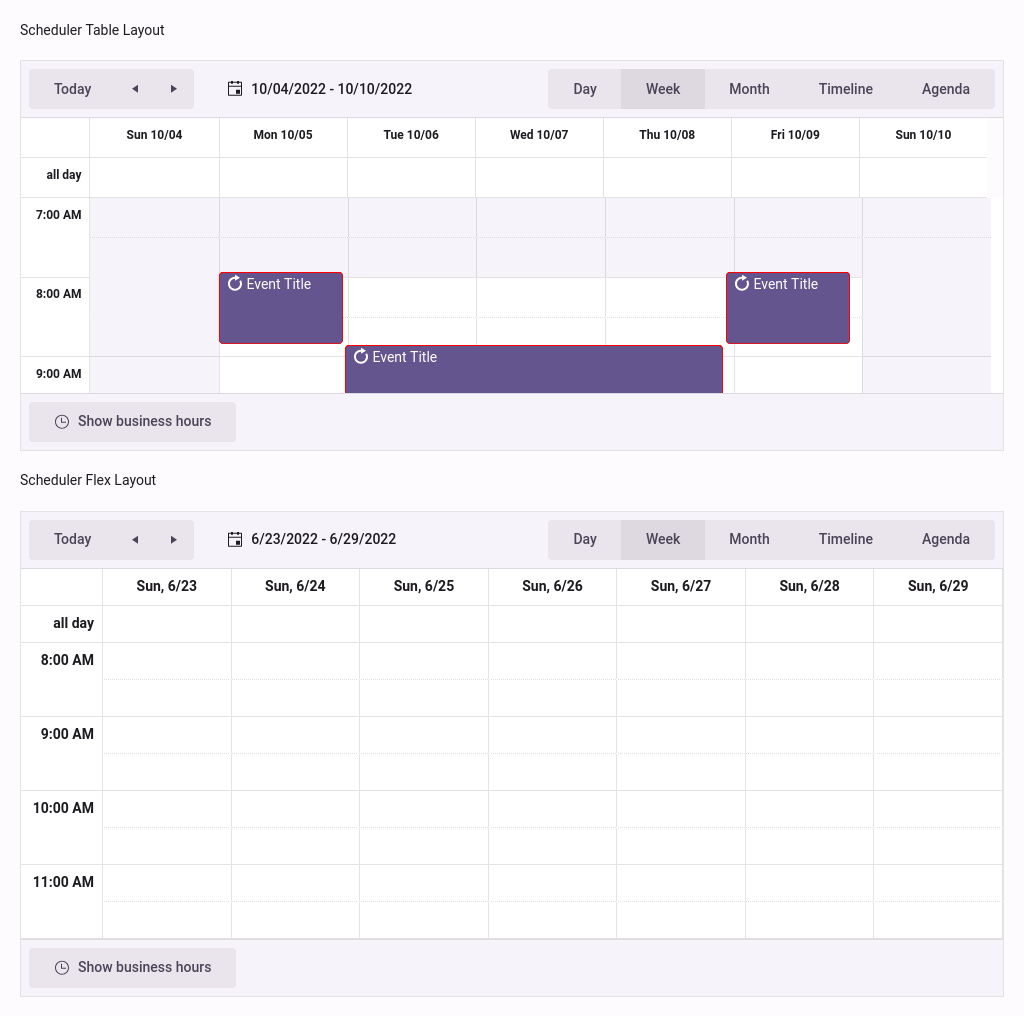 Scheduler Table Layout
Today 10/04/2022 - 10/10/2022 Day Week Month Timeline Agenda
Sun 10/04 Mon 10/05 Tue 10/06 Wed 10/07 Thu 10/08 Fri 10/09 Sun 10/10
all day
7:00 AM
Event Title Event Title
8:00 AM
Event Title
9:00 AM
Show business hours
Scheduler Flex Layout
Today 6/23/2022 - 6/29/2022 Day Week Month Timeline Agenda
Sun, 6/23 Sun, 6/24 Sun, 6/25 Sun, 6/26 Sun, 6/27 Sun, 6/28 Sun, 6/29
all day
8:00 AM
9:00 AM
10:00 AM
11:00 AM
Show business hours